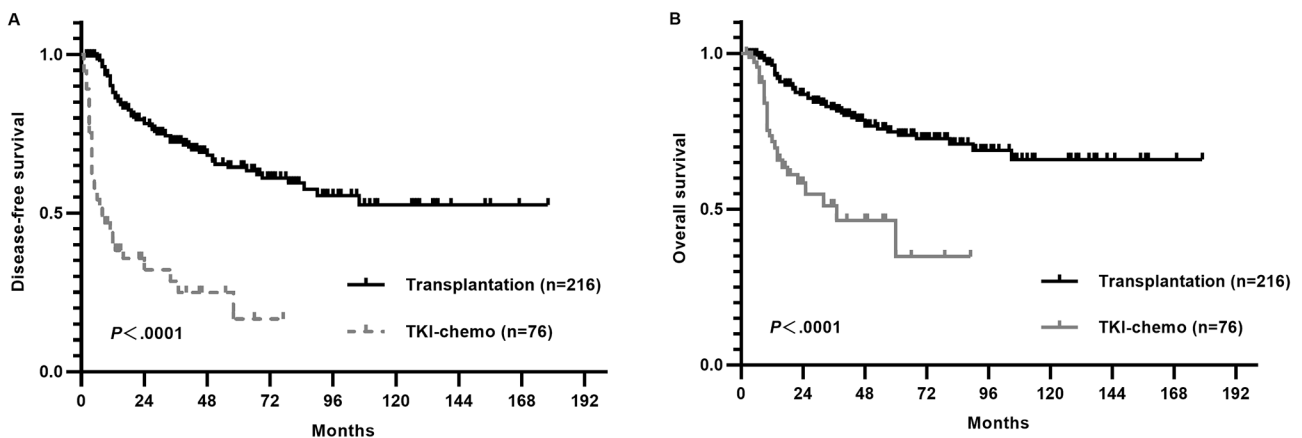 A
Disease-free survival
1.0
0.5
0.0
0 24 48 72 96 120 144 168 192
Months
Transplantation (n=216)
TKI-chemo (n=76)
P<.0001
B
Overall survival
1.0
0.5
0.0
0 24 48 72 96 120 144 168 192
Months
Transplantation (n=216)
TKI-chemo (n=76)
P<.0001